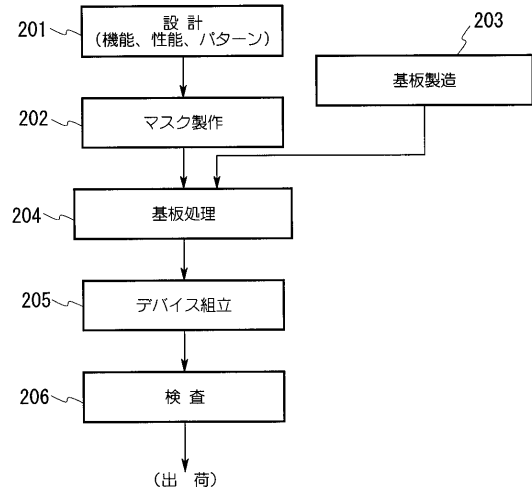 201
設 計
(機能、性能、パターン)
203
基板製造
202
マスク製作
204
基板処理
205
デバイス組立
206
検 査
(出 荷)